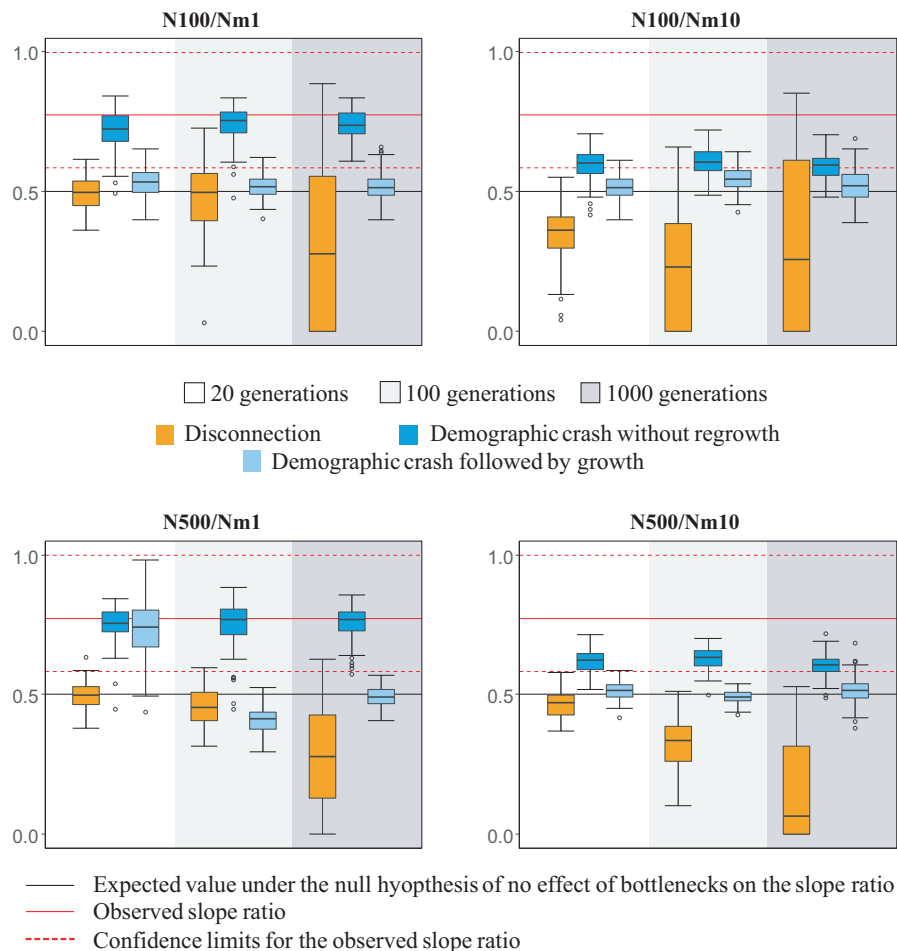 N100/Nm1
N100/Nm10
1.0
0.5
0.0
1.0
0.5
0.0
20 generations
100 generations
1000 generations
Disconnection
Demographic crash without regrowth
Demographic crash followed by growth
N500/Nm1
N500/Nm10
1.0
0.5
0.0
1.0
0.5
0.0
Expected value under the null hyopthesis of no effect of bottlenecks on the slope ratio
Observed slope ratio
Confidence limits for the observed slope ratio